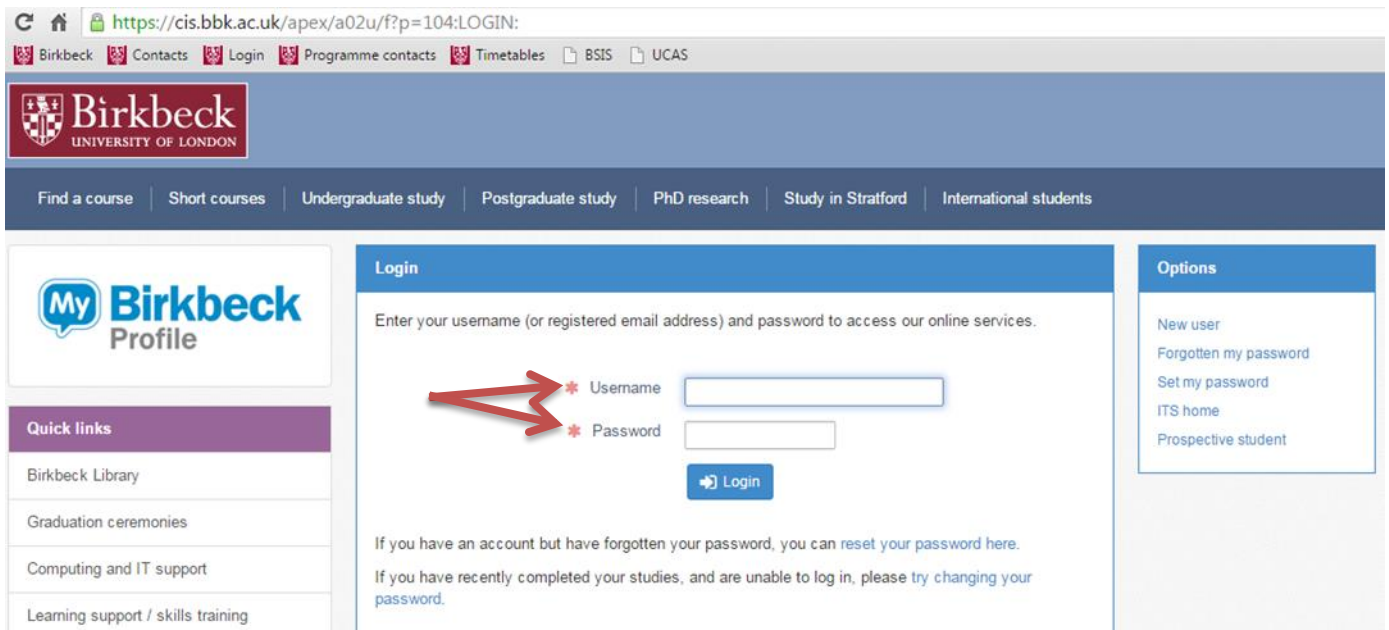 https://cis.bbk.ac.uk/apex/a02u/f?p=104:LOGIN:
Birkbeck Contacts Login Programme contacts Timetables BSIS UCAS
Birkbeck
UNIVERSITY OF LONDON
Find a course Short courses Undergraduate study Postgraduate study PhD research Study in Stratford International students
My Birkbeck
Profile
Quick links
Birkbeck Library
Graduation ceremonies
Computing and IT support
Learning support / skills training
Login
Enter your username (or registered email address) and password to access our online services.
* Username
* Password
Login
If you have an account but have forgotten your password, you can reset your password here.
If you have recently completed your studies, and are unable to log in, please try changing your
password.
Options
New user
Forgotten my password
Set my password
ITS home
Prospective student